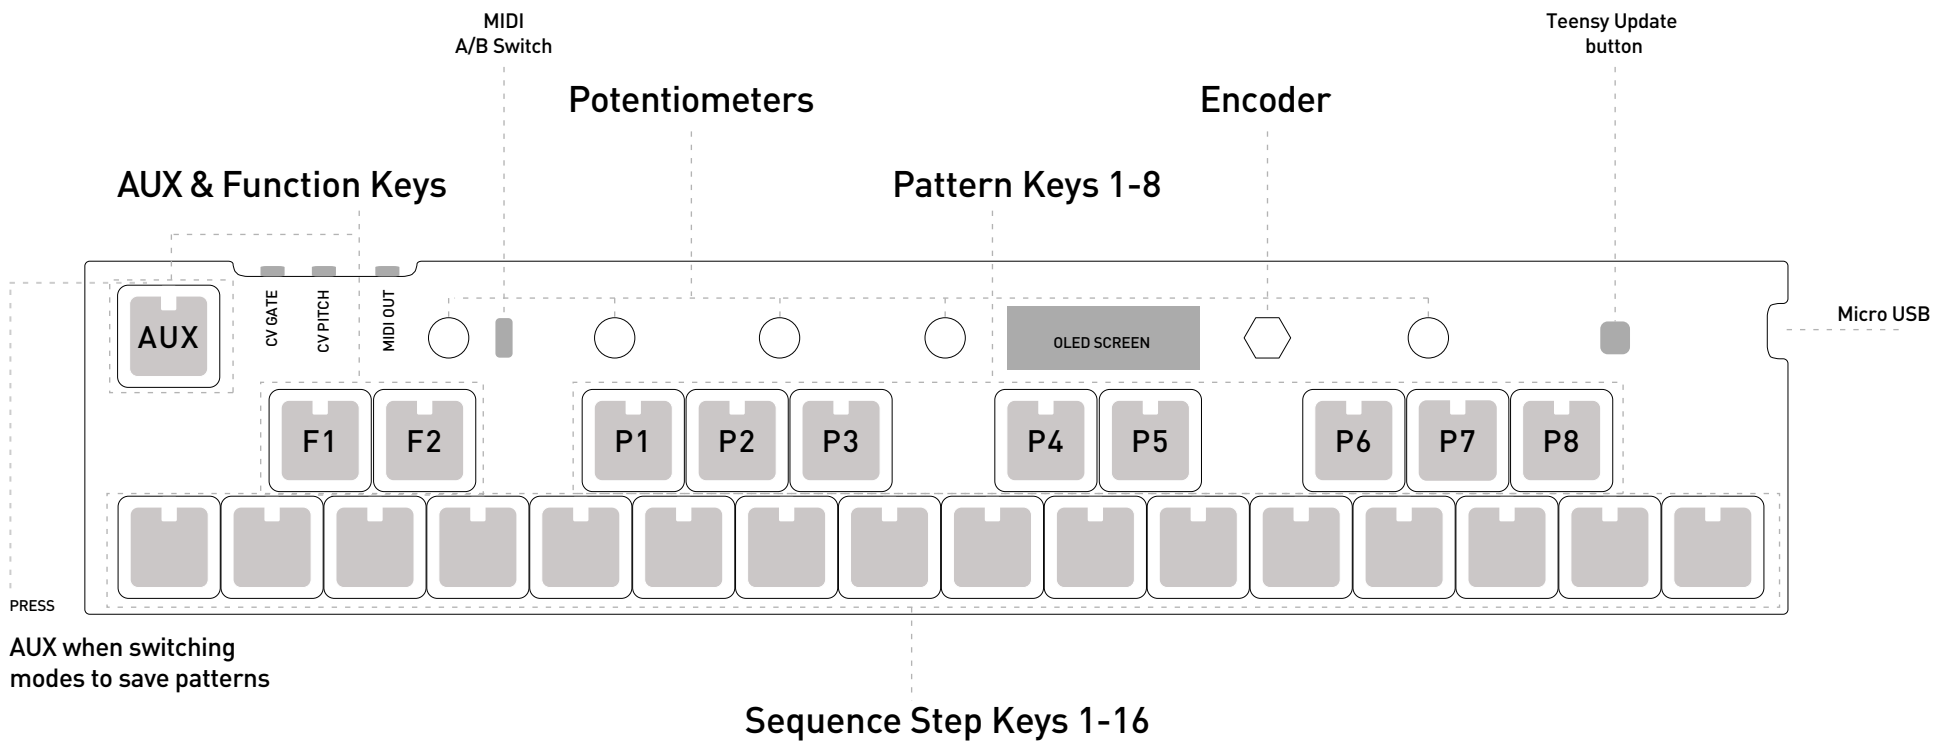 MIDI
A/B Switch
Teensy Update
button
Potentiometers
Encoder
AUX & Function Keys
Pattern Keys 1-8
AUX
CV GATE
CV PITCH
MIDI OUT
OLED SCREEN
Micro USB
F1
F2
P1
P2
P3
P4
P5
P6
P7
P8
PRESS
AUX when switching
modes to save patterns
Sequence Step Keys 1-16